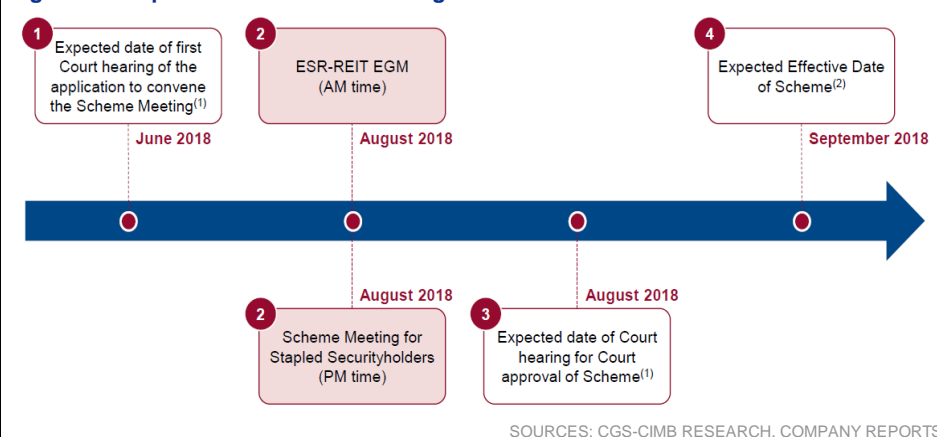 1
Expected date of first
Court hearing of the
application to convene
the Scheme Meeting(1)
June 2018
2
ESR-REIT EGM
(AM time)
August 2018
4
Expected Effective Date
of Scheme(2)
September 2018
August 2018
2
Scheme Meeting for
Stapled Securityholders
(PM time)
August 2018
3
Expected date of Court
hearing for Court
approval of Scheme(1)
SOURCES: CGS-CIMB RESEARCH, COMPANY REPORTS